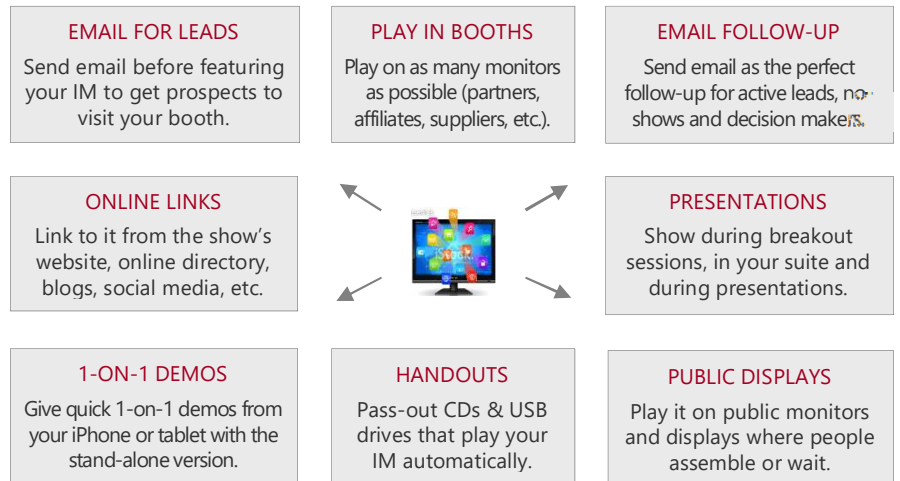 EMAIL FOR LEADS
Send email before featuring
your IM to get prospects to
visit your booth.
PLAY IN BOOTHS
Play on as many monitors
as possible (partners,
affiliates, suppliers, etc.).
EMAIL FOLLOW-UP
Send email as the perfect
follow-up for active leads, no-
shows and decision makers.
ONLINE LINKS
Link to it from the show's
website, online directory,
blogs, social media, etc.
iStock
PRESENTATIONS
Show during breakout
sessions, in your suite and
during presentations.
1-ON-1 DEMOS
Give quick 1-on-1 demos from
your iPhone or tablet with the
stand-alone version.
HANDOUTS
Pass-out CDs & USB
drives that play your
IM automatically.
PUBLIC DISPLAYS
Play it on public monitors
and displays where people
assemble or wait.